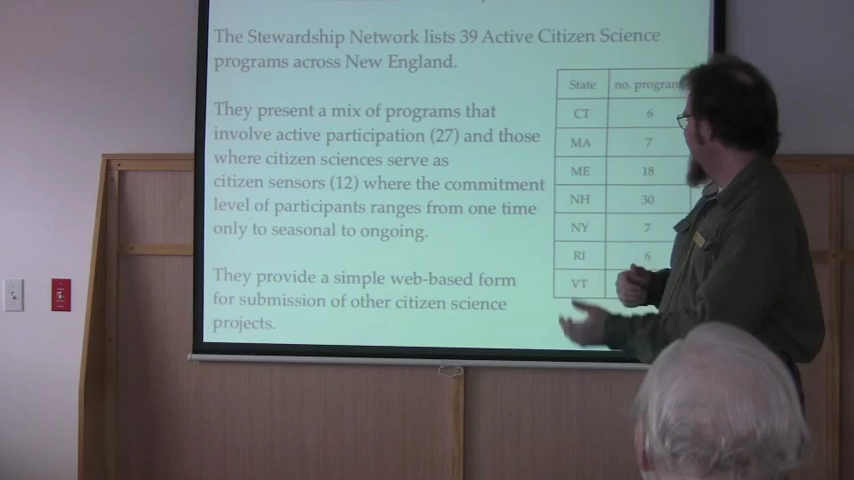 The Stewardship Network lists 39 Active Citizen Science
programs across New England.
They present a mix of programs that
involve active participation (27) and those
where citizen sciences serve as
citizen sensors (12) where the commitment
level of participants ranges from one time
only to seasonal to ongoing.
They provide a simple web-based form
for submission of other citizen science
projects.
State no.
CT 6
MA 7
ME 18
NH 30
NY 7
RI 6
VT